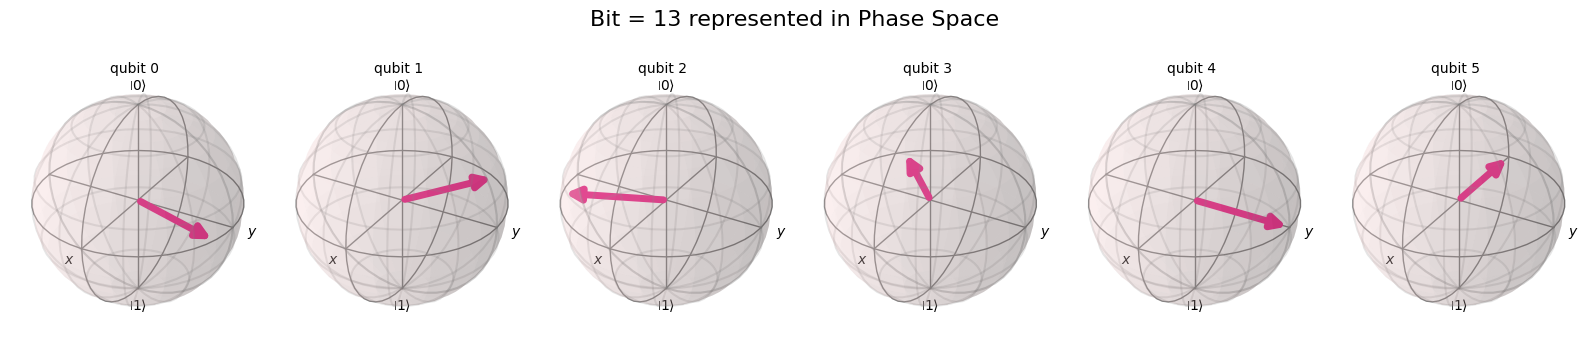 Bit = 13 represented in Phase Space
qubit 0
|0⟩
x
y
|1⟩
qubit 1
|0⟩
x
y
|1⟩
qubit 2
|0⟩
x
y
|1⟩
qubit 3
|0⟩
x
y
|1⟩
qubit 4
|0⟩
x
y
|1⟩
qubit 5
|0⟩
x
y
|1⟩